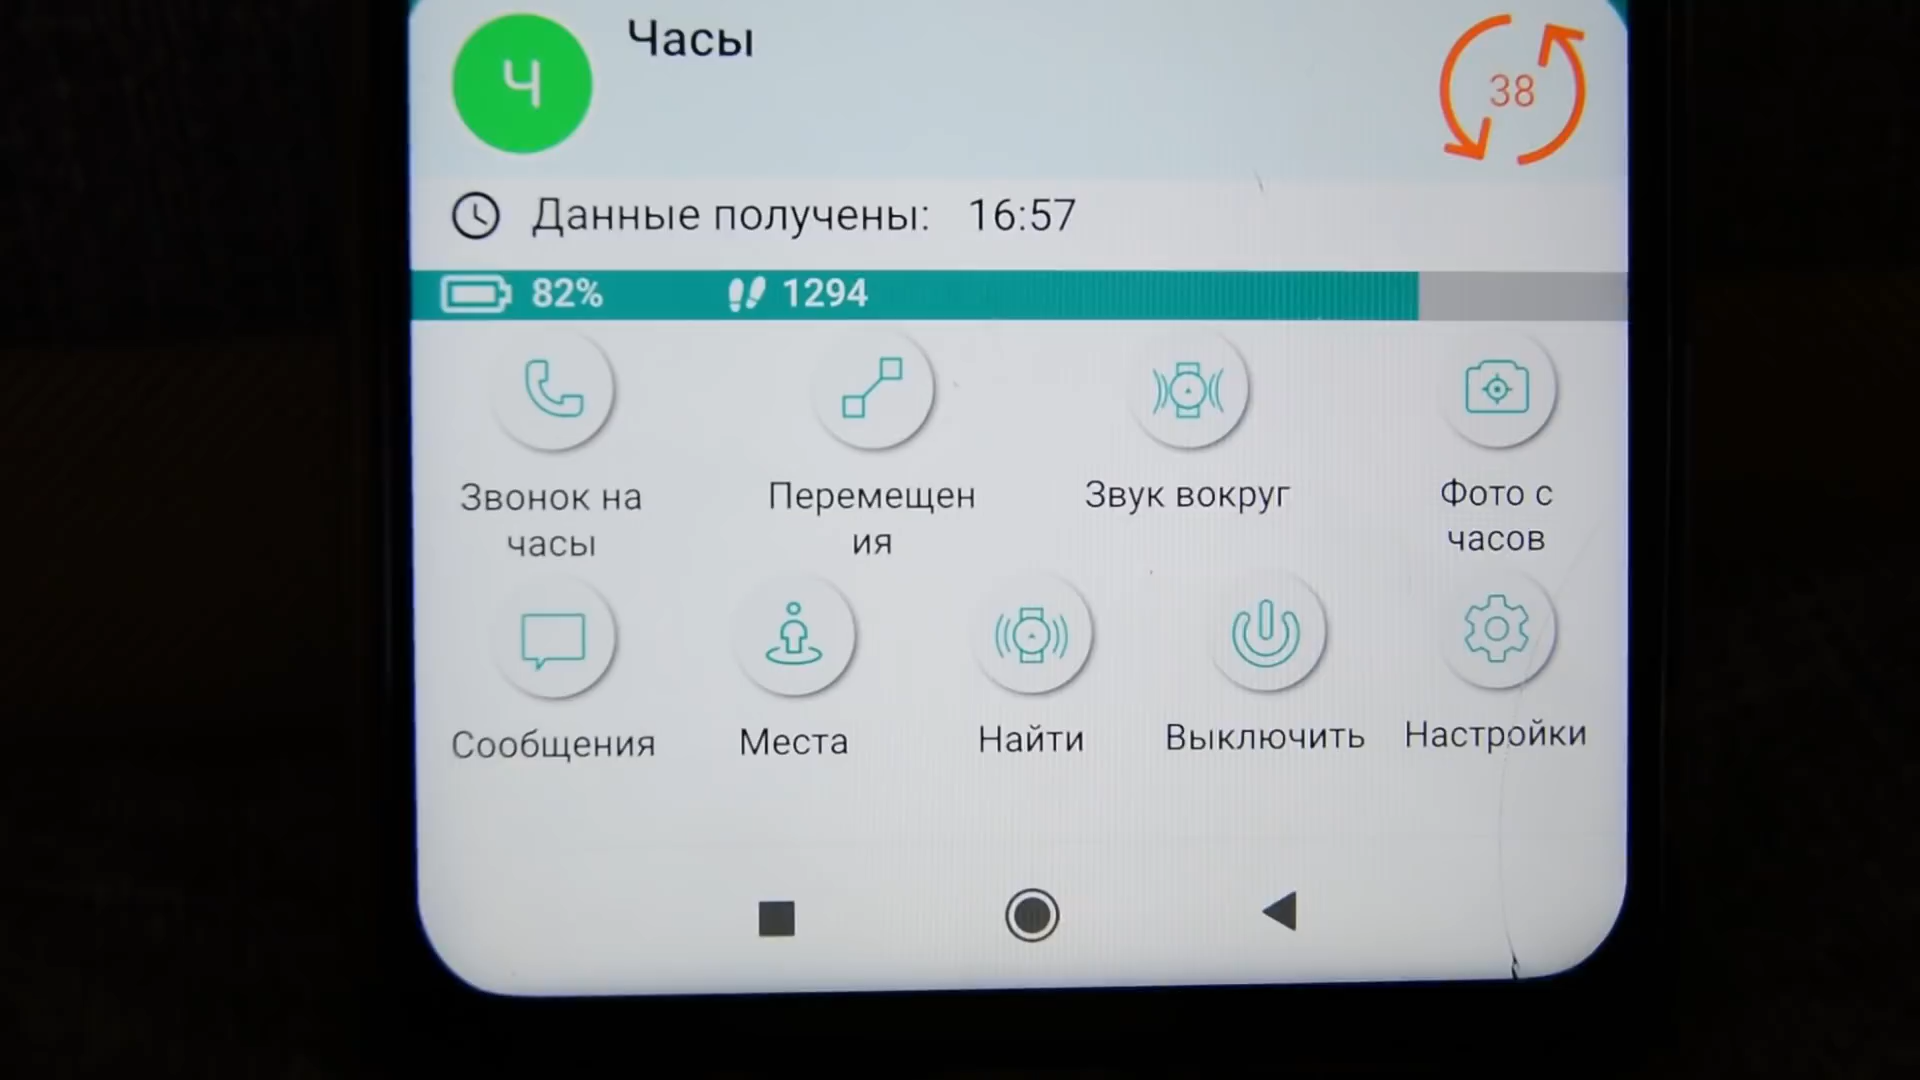 Ч
Часы
38
Данные получены: 16:57
82% 1294
Звонок на
часы
Перемещен
ия
Звук вокруг
Фото с
часов
Сообщения
Места
Найти
Выключить
Настройки